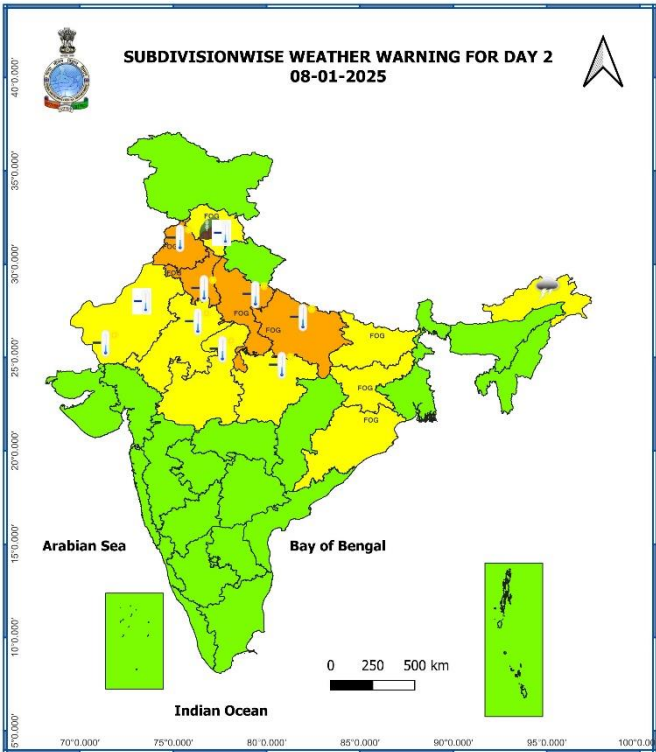 SUBDIVISIONWISE WEATHER WARNING FOR DAY 2
08-01-2025
40°0.000'
35°0.000'
30°0.000'
25°0.000'
20°0.000'
15°0.000'
10°0.000'
5°0.000'
FOG
FOG
FOG
FOG
FOG
FOG
FOG
FOG
Arabian Sea
Bay of Bengal
0 250 500 km
Indian Ocean
70°0.000'
75°0.000'
80°0.000'
85°0.000'
90°0.000'
95°0.000'
100°0.00